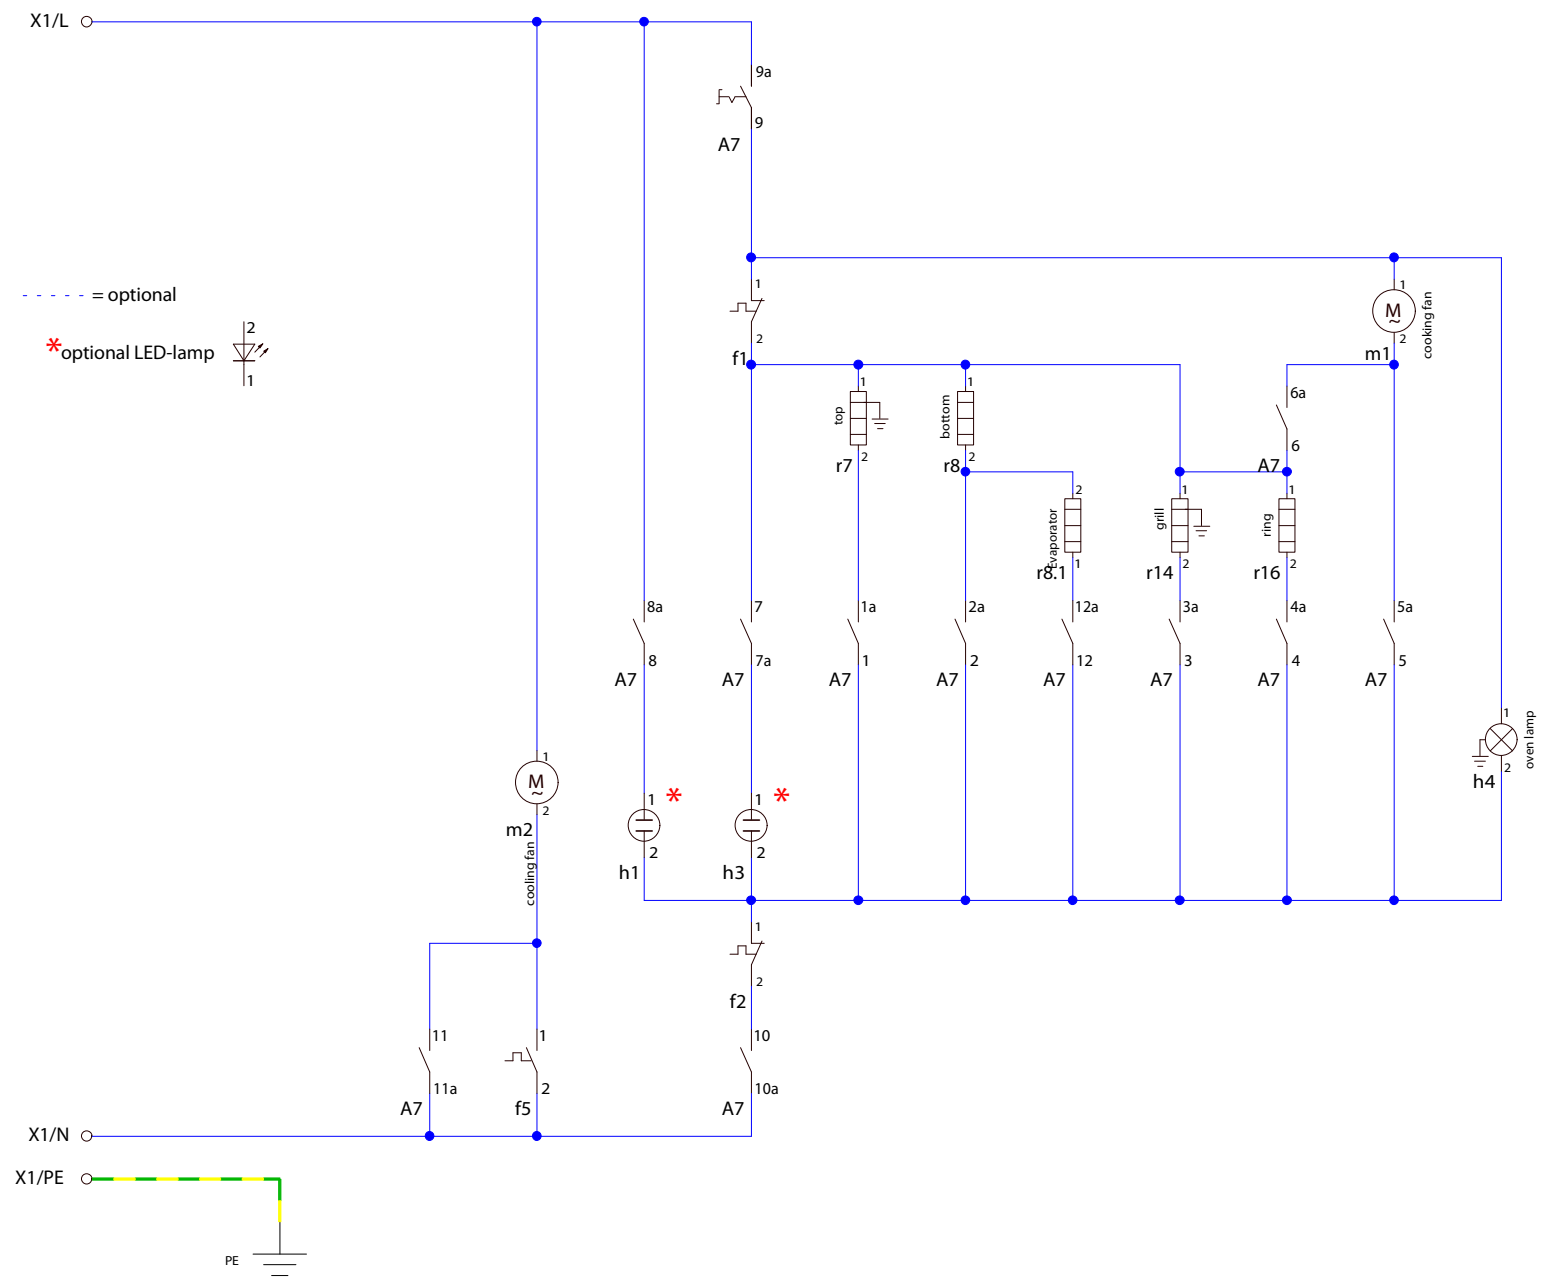 X1/L
9a
9
A7
= optional
*optional LED-lamp
2
1
1
2
f1
1
M
~
2
m1
cooking fan
1
top
2
r7
1
bottom
2
r8
6a
6
A7
2
Evaporator
1
r8.1
1
grill
2
r14
1
ring
2
r16
8a
8
A7
7
7a
A7
1a
1
A7
2a
2
A7
12a
12
A7
3a
3
A7
4a
4
A7
5a
5
A7
1
oven lamp
2
h4
1
M
~
2
m2
cooling fan
1
*
2
h1
1
*
2
h3
1
2
f2
11
11a
A7
1
2
f5
10
10a
A7
X1/N
X1/PE
PE